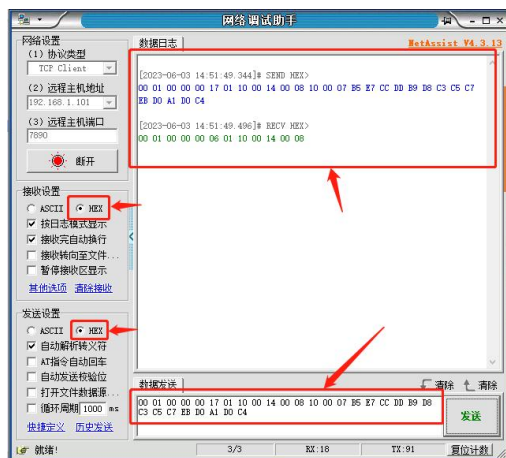 网络调试助手
网络设置
(1) 协议类型
TCP Client
(2) 远程主机地址
192.168.1.101
(3) 远程主机端口
7890
断开
接收设置
ASCII HEX
按日志模式显示
接收完自动换行
接收转向至文件...
暂停接收区显示
其他选项 清除接收
发送设置
ASCII HEX
自动解析转义符
AT指令自动回车
自动发送校验位
打开文件数据源...
循环周期 1000 ms
快捷定义 历史发送
数据日志 NetAssist V4.3.13
[2023-06-03 14:51:49.344]# SEND HEX>
00 01 00 00 00 17 01 10 00 14 00 08 10 00 07 B5 E7 CC DD B9 D8 C3 C5 C7
EB D0 A1 D0 C4
[2023-06-03 14:51:49.496]# RECV HEX>
00 01 00 00 00 06 01 10 00 14 00 08
数据发送 清除 清除
00 01 00 00 00 17 01 10 00 14 00 08 10 00 07 B5 E7 CC DD B9 D8
C3 C5 C7 EB D0 A1 D0 C4
发送
就绪! 3/3 RX:18 TX:91 复位计数